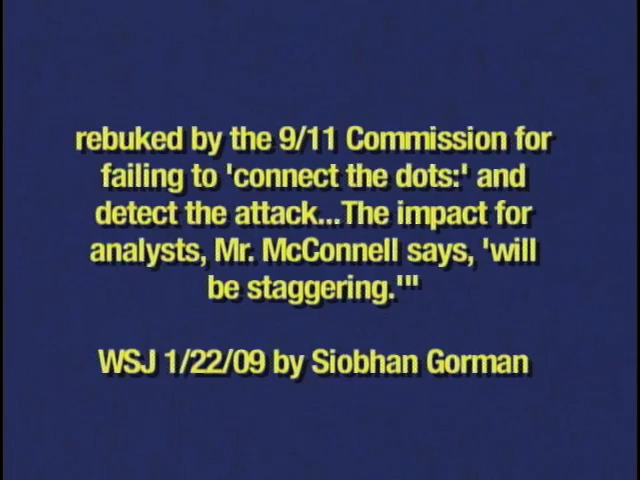 rebuked by the 9/11 Commission for
failing to 'connect the dots:' and
detect the attack...The impact for
analysts, Mr. McConnell says, 'will
be staggering.'"
WSJ 1/22/09 by Siobhan Gorman